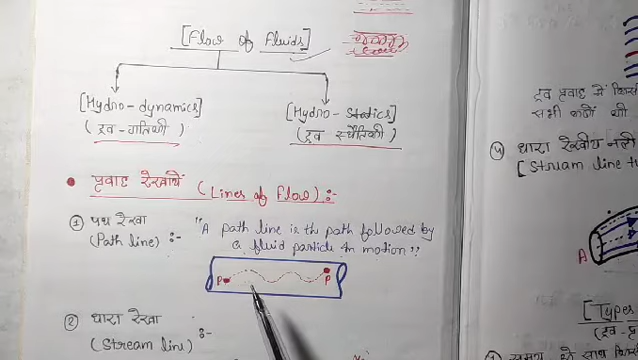 [Flow of Fluids]
[Hydro-dynamics]
(द्रव-गतिकी)
[Hydro-Statics]
(द्रव स्थैतिकी)
• प्रवाह रेखायें (Lines of Flow) :-
① पथ रेखा
(Path line) :-
"A path line is the path followed by
a fluid particle in motion"
P P
② धारा रेखा
(Stream line) :-
द्रव प्रवाह में
सभी कणों की
④ धारा रेखीय नली
[Stream line
A
[Types